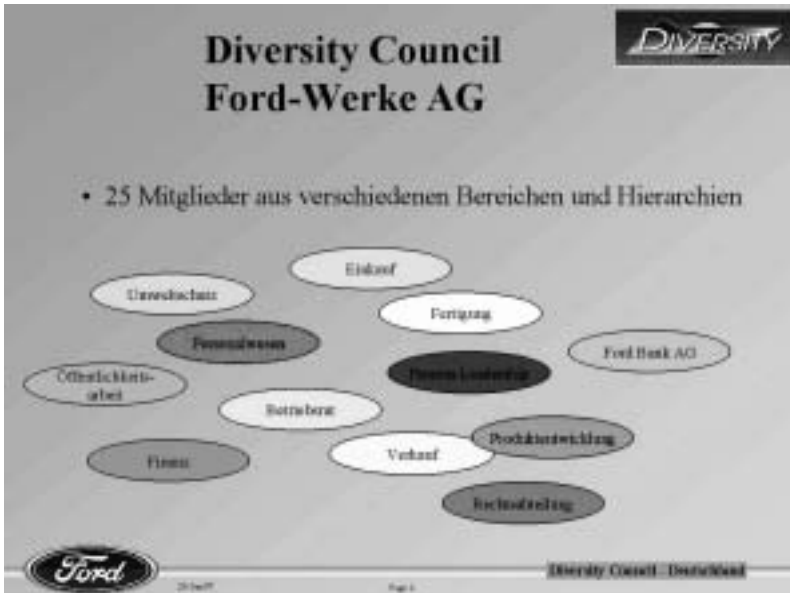 Diversity Council
Ford-Werke AG
DIVERSITY
• 25 Mitglieder aus verschiedenen Bereichen und Hierarchien
Einkauf
Umweltschutz
Fertigung
Personalwesen
Ford Bank AG
Öffentlichkeits-
arbeit
Betriebsrat
Produktentwicklung
Verkauf
Finanz
Rechtsabteilung
Ford
Diversity Council Deutschland